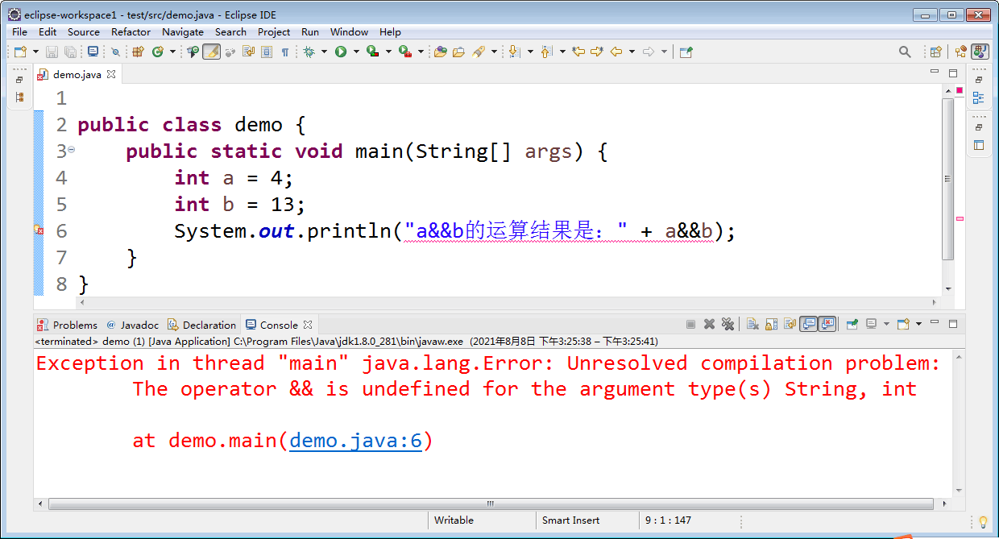 eclipse-workspace1 - test/src/demo.java - Eclipse IDE
File Edit Source Refactor Navigate Search Project Run Window Help
demo.java
1
2 public class demo {
3 public static void main(String[] args) {
4 int a = 4;
5 int b = 13;
6 System.out.println("a&&b的运算结果是：" + a&&b);
7 }
8 }
Problems @ Javadoc Declaration Console
<terminated> demo (1) [Java Application] C:\Program Files\Java\jdk1.8.0_281\bin\javaw.exe (2021年8月8日 下午3:25:38 – 下午3:25:41)
Exception in thread "main" java.lang.Error: Unresolved compilation problem:
The operator && is undefined for the argument type(s) String, int
at demo.main(demo.java:6)
Writable Smart Insert 9 : 1 : 147